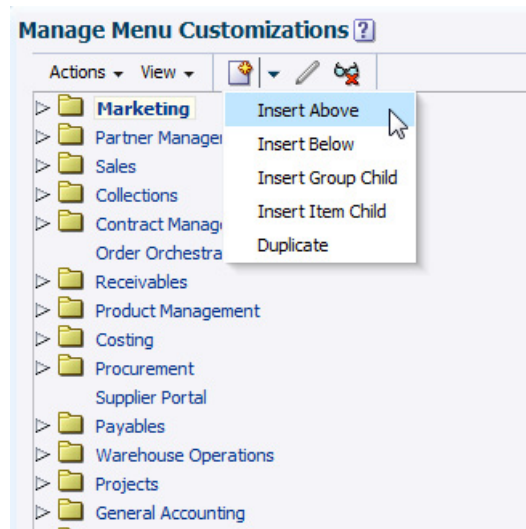 Manage Menu Customizations ?
Actions View
Marketing
Insert Above
Partner Manager
Insert Below
Sales
Insert Group Child
Collections
Insert Item Child
Contract Manag
Duplicate
Order Orchestra
Receivables
Product Management
Costing
Procurement
Supplier Portal
Payables
Warehouse Operations
Projects
General Accounting